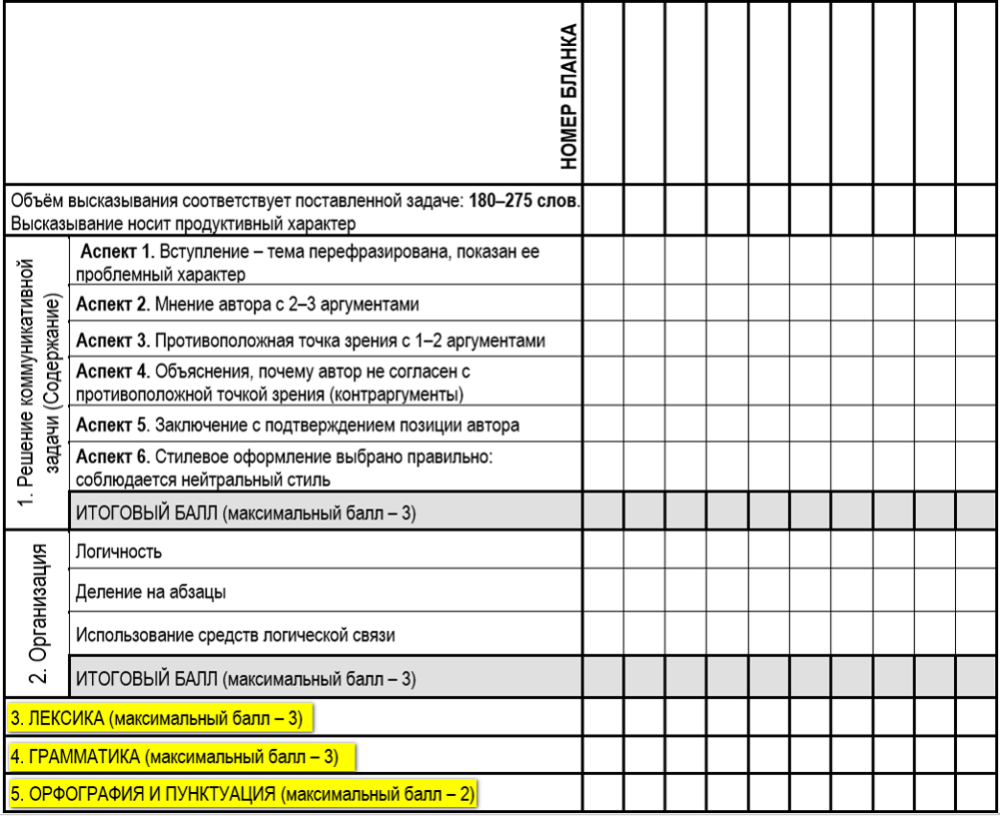 НОМЕР БЛАНКА
Объём высказывания соответствует поставленной задаче: 180–275 слов.
Высказывание носит продуктивный характер
1. Решение коммуникативной
задачи (Содержание)
Аспект 1. Вступление – тема перефразирована, показан ее
проблемный характер
Аспект 2. Мнение автора с 2–3 аргументами
Аспект 3. Противоположная точка зрения с 1–2 аргументами
Аспект 4. Объяснения, почему автор не согласен с
противоположной точкой зрения (контраргументы)
Аспект 5. Заключение с подтверждением позиции автора
Аспект 6. Стилевое оформление выбрано правильно:
соблюдается нейтральный стиль
ИТОГОВЫЙ БАЛЛ (максимальный балл – 3)
2. Организация
Логичность
Деление на абзацы
Использование средств логической связи
ИТОГОВЫЙ БАЛЛ (максимальный балл – 3)
3. ЛЕКСИКА (максимальный балл – 3)
4. ГРАММАТИКА (максимальный балл – 3)
5. ОРФОГРАФИЯ И ПУНКТУАЦИЯ (максимальный балл – 2)